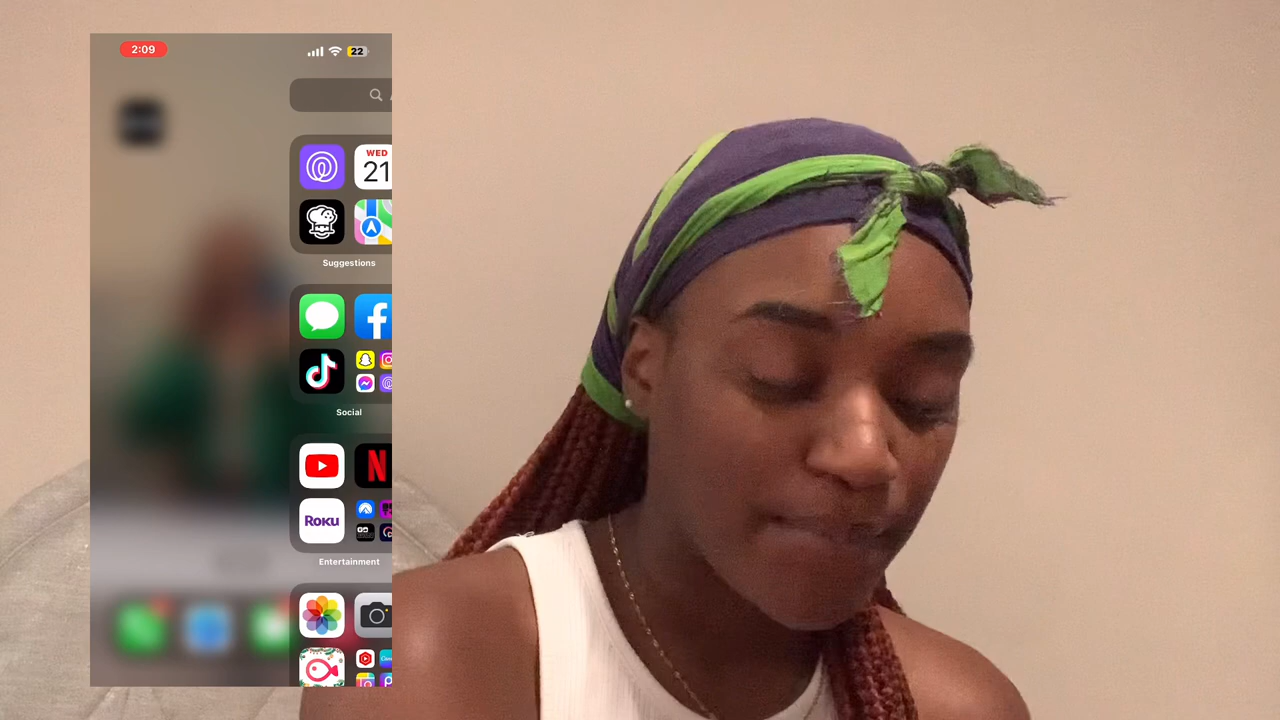 2:09
22
WED
21
Suggestions
Social
Roku
Entertainment